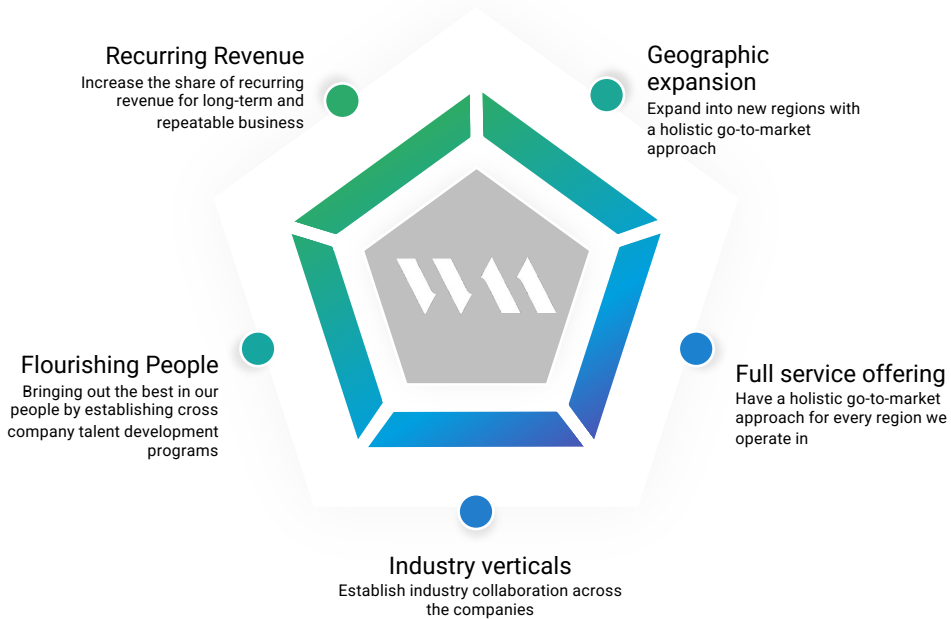 Recurring Revenue
Increase the share of recurring
revenue for long-term and
repeatable business
Geographic
expansion
Expand into new regions with
a holistic go-to-market
approach
Flourishing People
Bringing out the best in our
people by establishing cross
company talent development
programs
Full service offering
Have a holistic go-to-market
approach for every region we
operate in
Industry verticals
Establish industry collaboration across
the companies